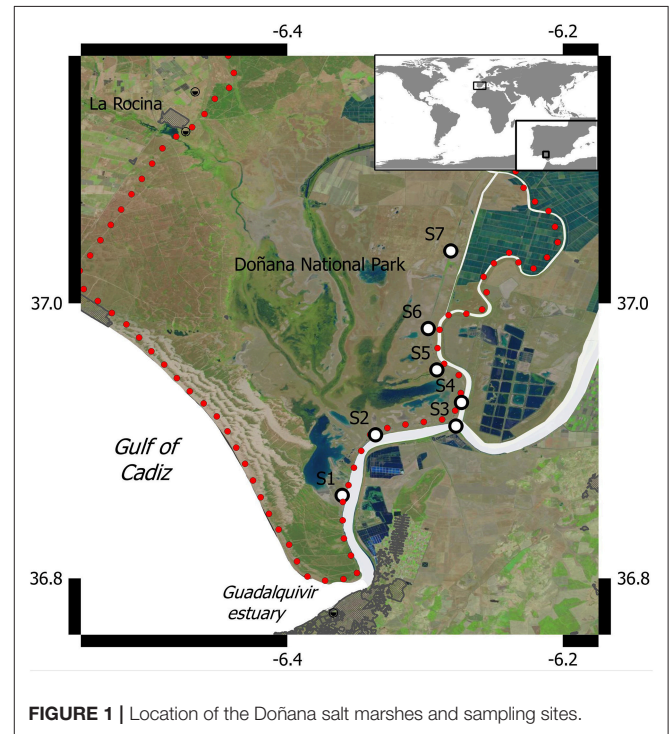 -6.4
-6.2
La Rocina
S7
Doñana National Park
37.0
37.0
S6
S5
S4
S3
S2
Gulf of
Cadiz
S1
36.8
36.8
Guadalquivir
estuary
-6.4
-6.2
FIGURE 1 | Location of the Doñana salt marshes and sampling sites.